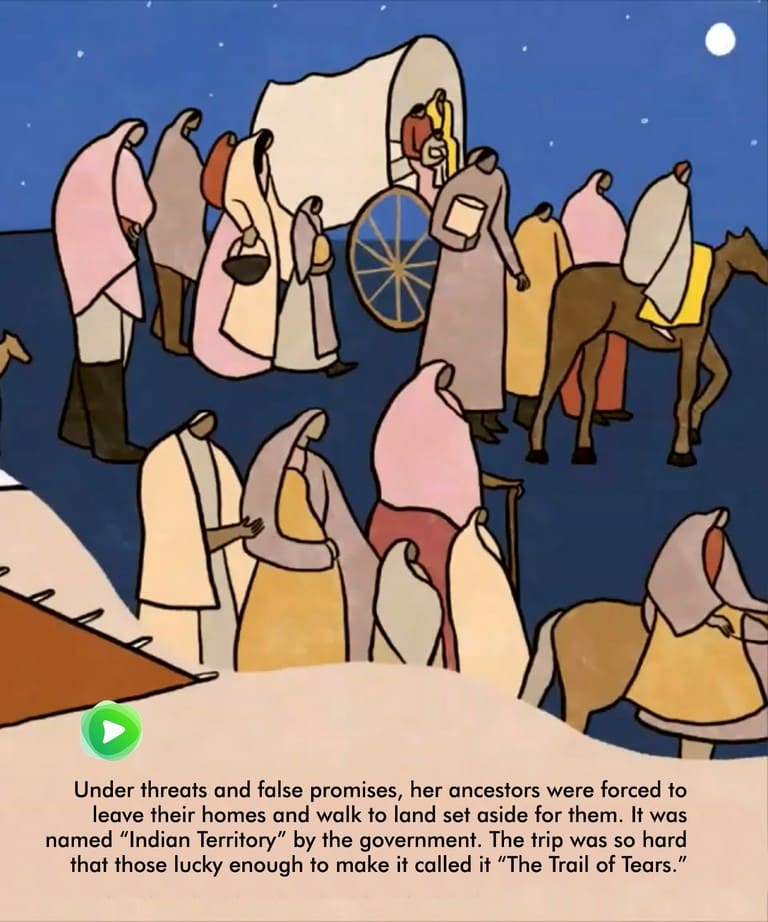 Under threats and false promises, her ancestors were forced to
leave their homes and walk to land set aside for them. It was
named “Indian Territory” by the government. The trip was so hard
that those lucky enough to make it called it “The Trail of Tears.”